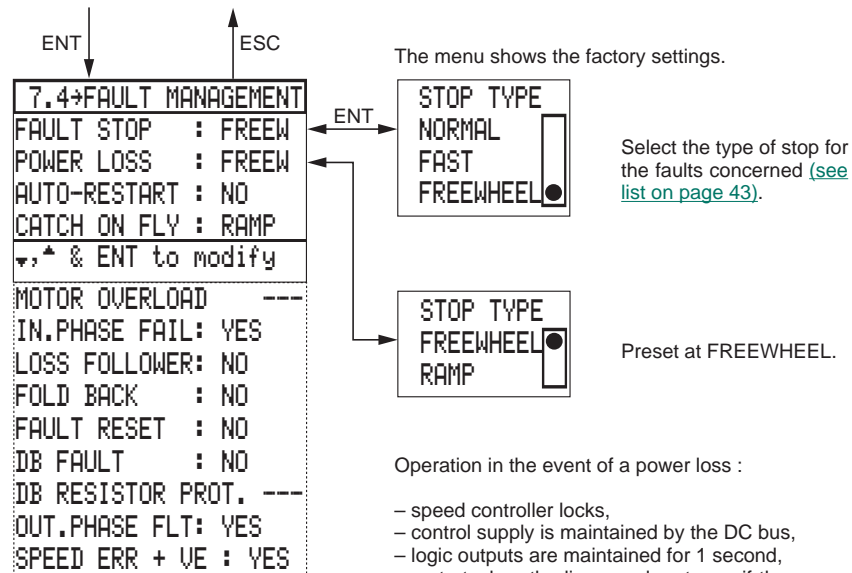 ENT
ESC
7.4→FAULT MANAGEMENT
FAULT STOP : FREEW
POWER LOSS : FREEW
AUTO-RESTART : NO
CATCH ON FLY : RAMP
▼,▲ & ENT to modify
MOTOR OVERLOAD ---
IN.PHASE FAIL: YES
LOSS FOLLOWER: NO
FOLD BACK : NO
FAULT RESET : NO
DB FAULT : NO
DB RESISTOR PROT. ---
OUT.PHASE FLT: YES
SPEED ERR + VE : YES
The menu shows the factory settings.
ENT
STOP TYPE
NORMAL
FAST
FREEWHEEL
Select the type of stop for
the faults concerned (see
list on page 43).
STOP TYPE
FREEWHEEL
RAMP
Preset at FREEWHEEL.
Operation in the event of a power loss :
– speed controller locks,
– control supply is maintained by the DC bus,
– logic outputs are maintained for 1 second,